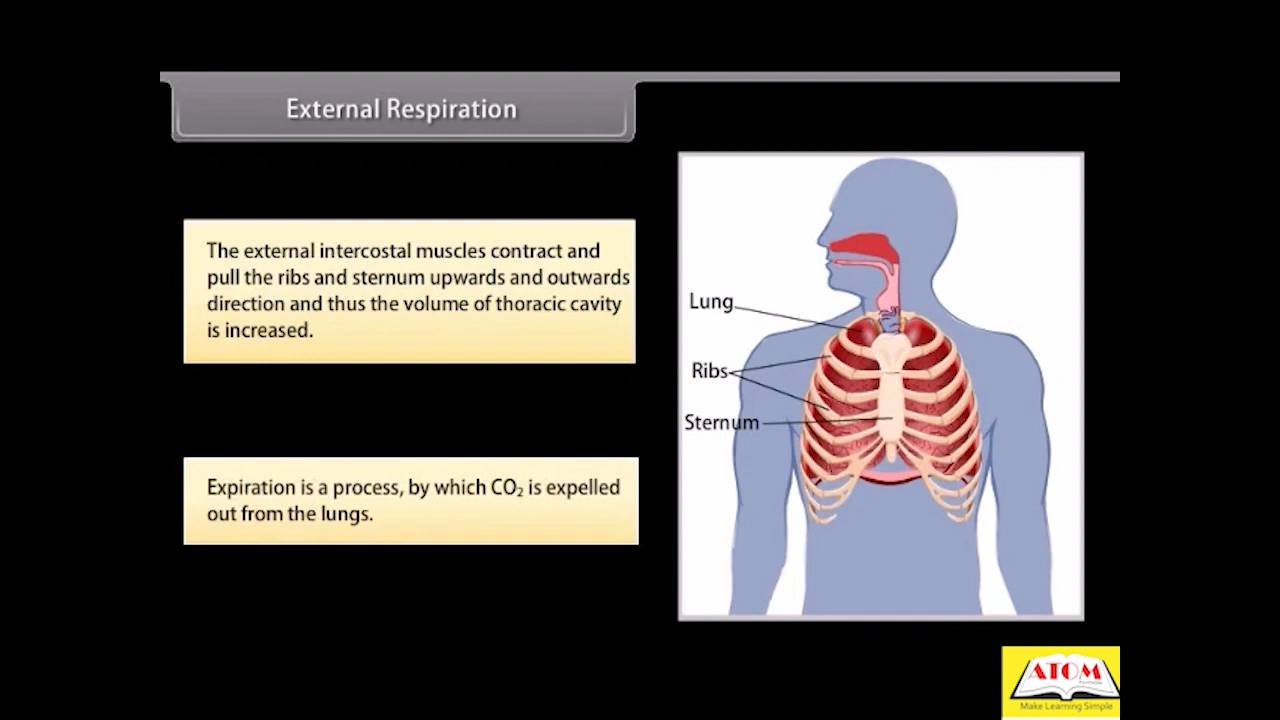 External Respiration
The external intercostal muscles contract and
pull the ribs and sternum upwards and outwards
direction and thus the volume of thoracic cavity
is increased.
Expiration is a process, by which CO₂ is expelled
out from the lungs.
Lung
Ribs
Sternum
ATOM
Make Learning Simple